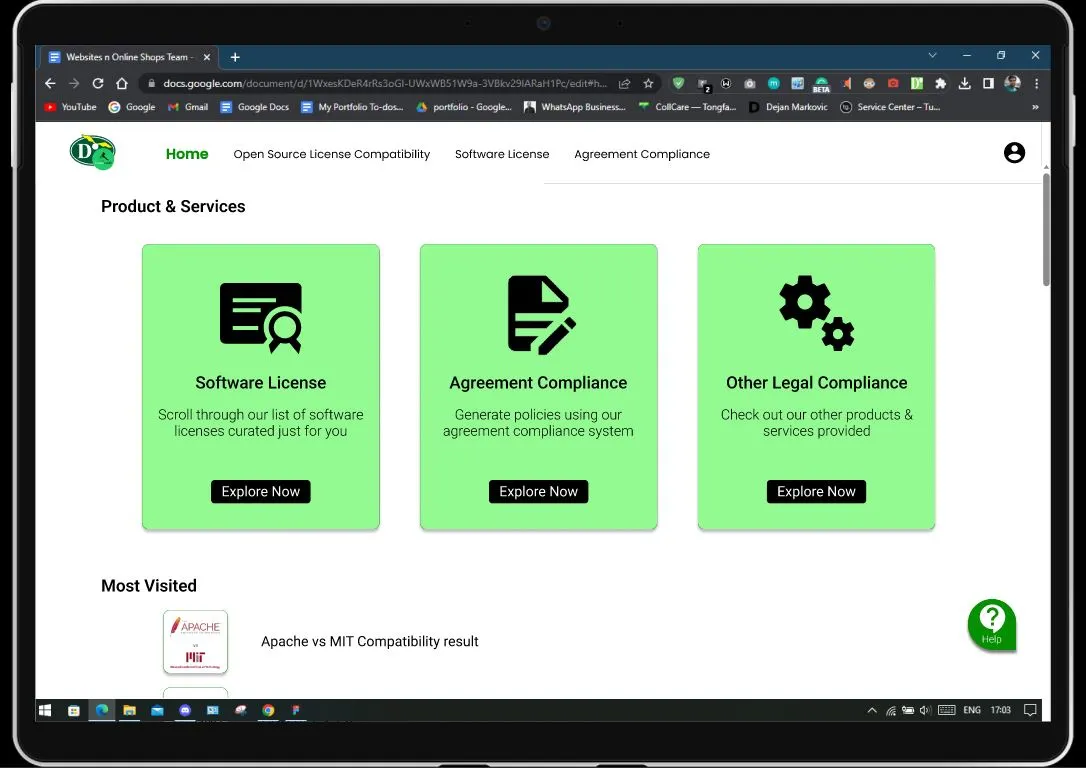 Websites n Online Shops Team -
docs.google.com/document/d/1WxesKDeR4rRs3oGI-UWxWB51W9a-3VBkv29IARaH1Pc/edit#h...
2
BETA
YouTube Google Gmail Google Docs My Portfolio To-dos... portfolio - Google... WhatsApp Business... CollCare — Tongfa... Dejan Markovic Service Center – Tu... »
D
Home Open Source License Compatibility Software License Agreement Compliance
Product & Services
Software License
Scroll through our list of software
licenses curated just for you
Explore Now
Agreement Compliance
Generate policies using our
agreement compliance system
Explore Now
Other Legal Compliance
Check out our other products &
services provided
Explore Now
Most Visited
APACHE
vs
MIT
Apache vs MIT Compatibility result
?
Help
ENG 17:03